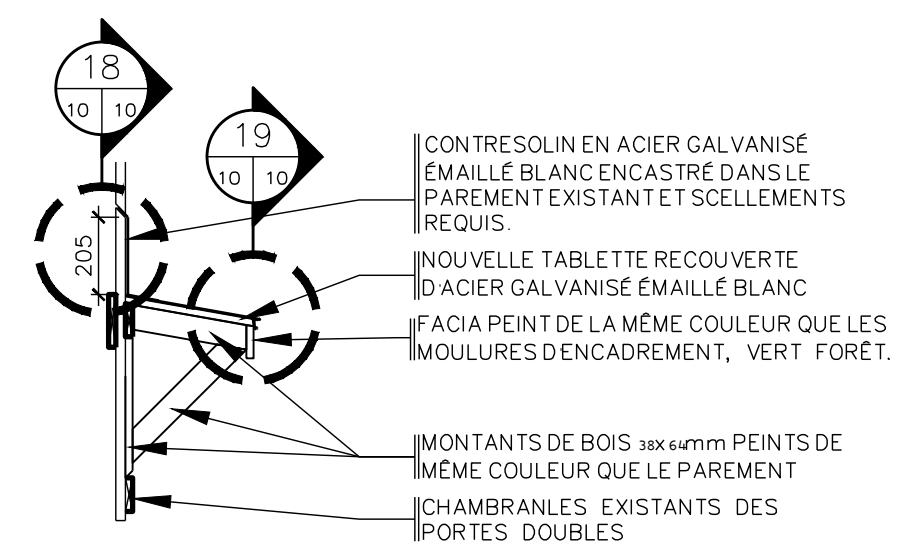 18
10 10
19
10 10
205
CONTRESOLIN EN ACIER GALVANISÉ
ÉMAILLÉ BLANC ENCASTRÉ DANS LE
PAREMENT EXISTANT ET SCELLEMENTS
REQUIS.
NOUVELLE TABLETTE RECOUVERTE
D'ACIER GALVANISÉ ÉMAILLÉ BLANC
FACIA PEINT DE LA MÊME COULEUR QUE LES
MOULURES D'ENCADREMENT, VERT FORÊT.
MONTANTS DE BOIS 38X64mm PEINTS DE
MÊME COULEUR QUE LE PAREMENT
CHAMBRANLES EXISTANTS DES
PORTES DOUBLES